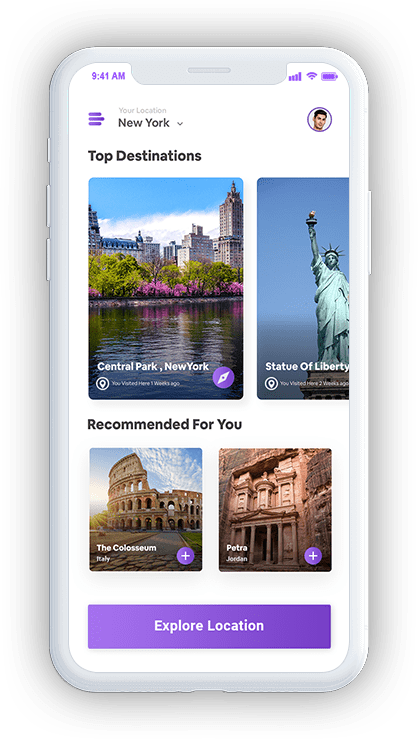 9:41 AM
Your Location
New York
Top Destinations
Central Park , NewYork
You Visited Here 1 Weeks ago
Statue Of Liberty
You Visited Here 2 Weeks ago
Recommended For You
The Colosseum
Italy
Petra
Jordan
Explore Location